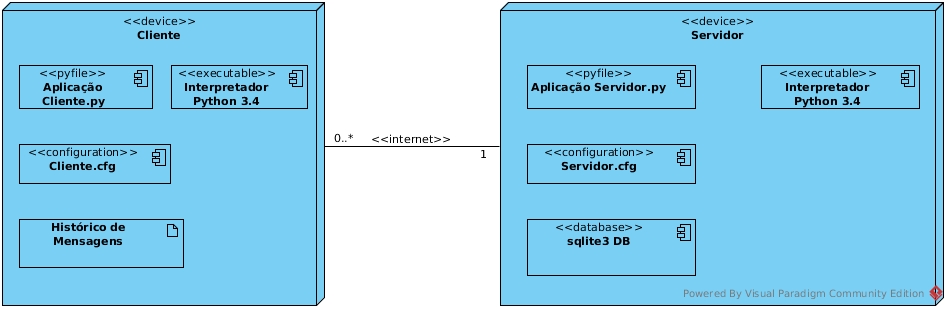 <<device>>
Cliente
<<pyfile>>
Aplicação
Cliente.py
<<executable>>
Interpretador
Python 3.4
<<configuration>>
Cliente.cfg
Histórico de
Mensagens
0..*
<<internet>>
1
<<device>>
Servidor
<<pyfile>>
Aplicação Servidor.py
<<executable>>
Interpretador
Python 3.4
<<configuration>>
Servidor.cfg
<<database>>
sqlite3 DB
Powered By Visual Paradigm Community Edition